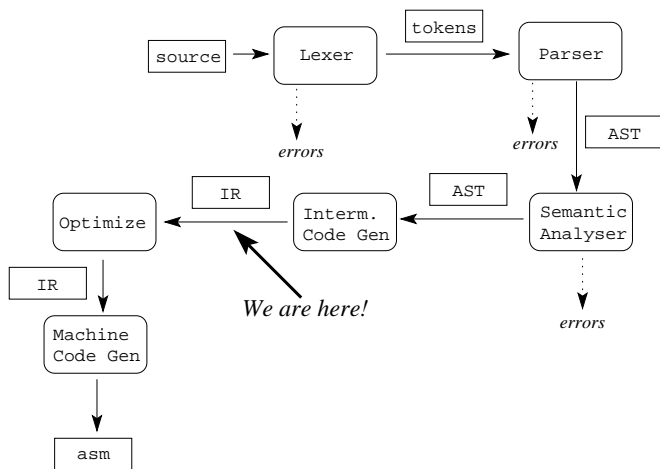 tokens
source
Lexer
Parser
errors
errors
AST
IR
AST
Optimize
Interm.
Code Gen
Semantic
Analyser
IR
We are here!
errors
Machine
Code Gen
asm